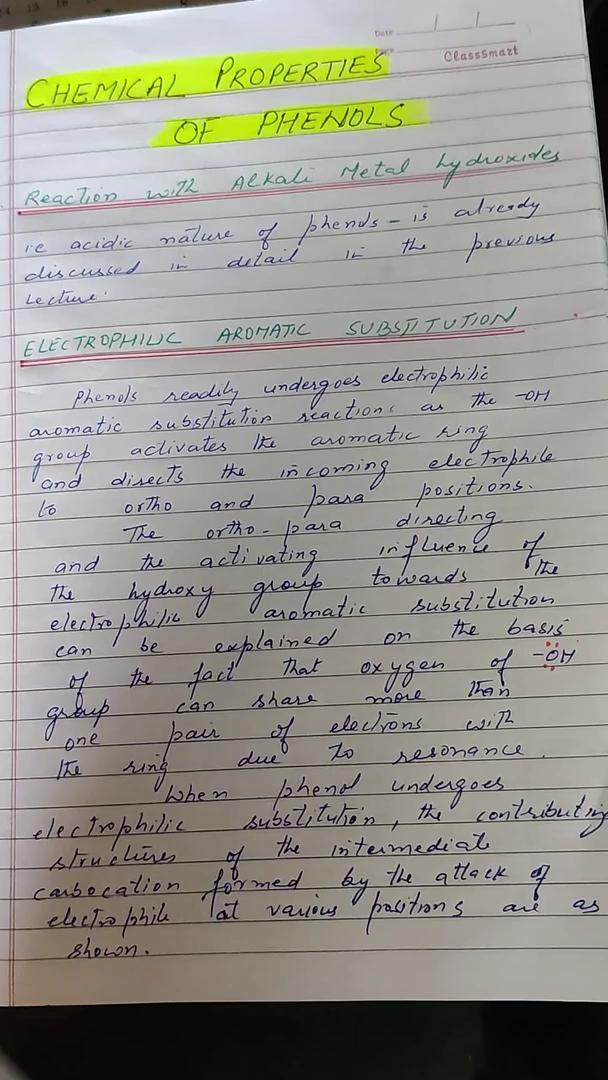 Date
Page
ClassSmart
CHEMICAL PROPERTIES
OF PHENOLS
Reaction with Alkali Metal hydroxides
i.e acidic nature of phenols – is already
discussed in detail in the previous
Lecture.
ELECTROPHILIC AROMATIC SUBSTITUTION
Phenols readily undergoes electrophilic
aromatic substitution reactions as the -OH
group activates the aromatic ring
and directs the incoming electrophile
to ortho and para positions.
The ortho-para directing
and the activating influence of
the hydroxy group towards the
electrophilic aromatic substitution
can be explained on the basis
of the fact that oxygen of -OH
group can share more than
one pair of electrons with
the ring due to resonance.
When phenol undergoes
electrophilic substitution, the contributing
structures of the intermediate
carbocation formed by the attack of
electrophile at various positions are as
shown.